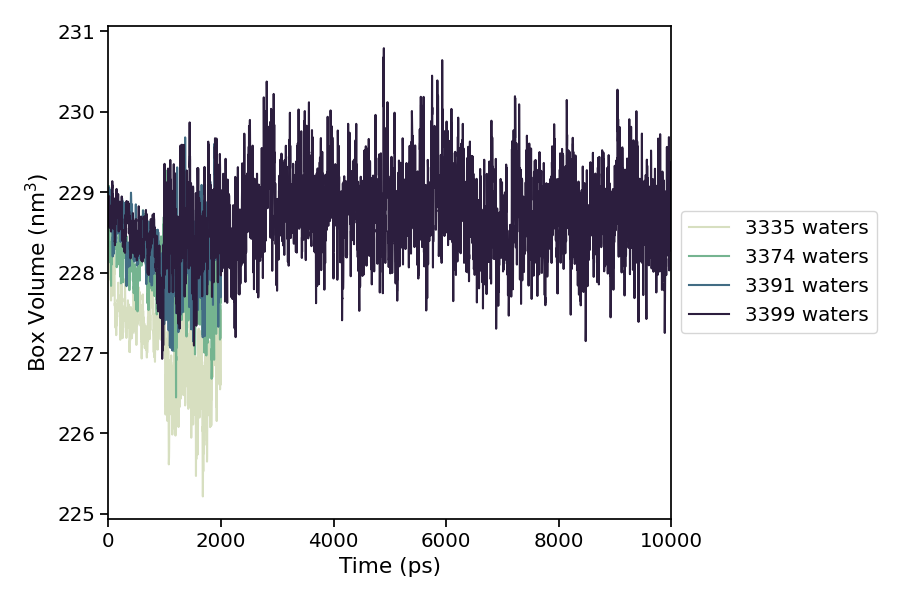 Box Volume (nm³)
231
230
229
228
227
226
225
0 2000 4000 6000 8000 10000
Time (ps)
3335 waters
3374 waters
3391 waters
3399 waters